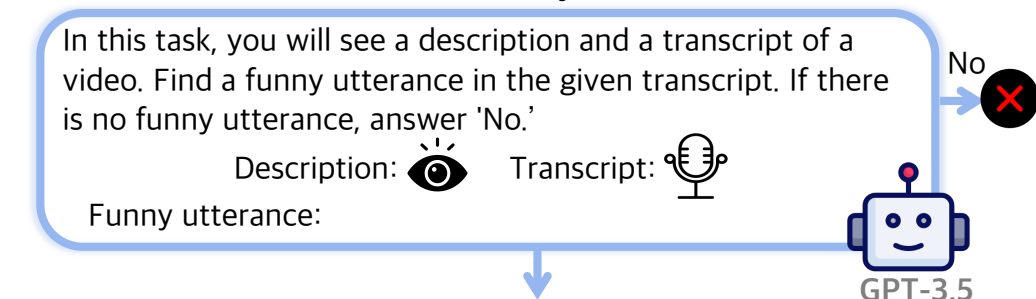 In this task, you will see a description and a transcript of a
video. Find a funny utterance in the given transcript. If there
is no funny utterance, answer 'No.’
No
Description:
Transcript:
Funny utterance:
GPT-3.5